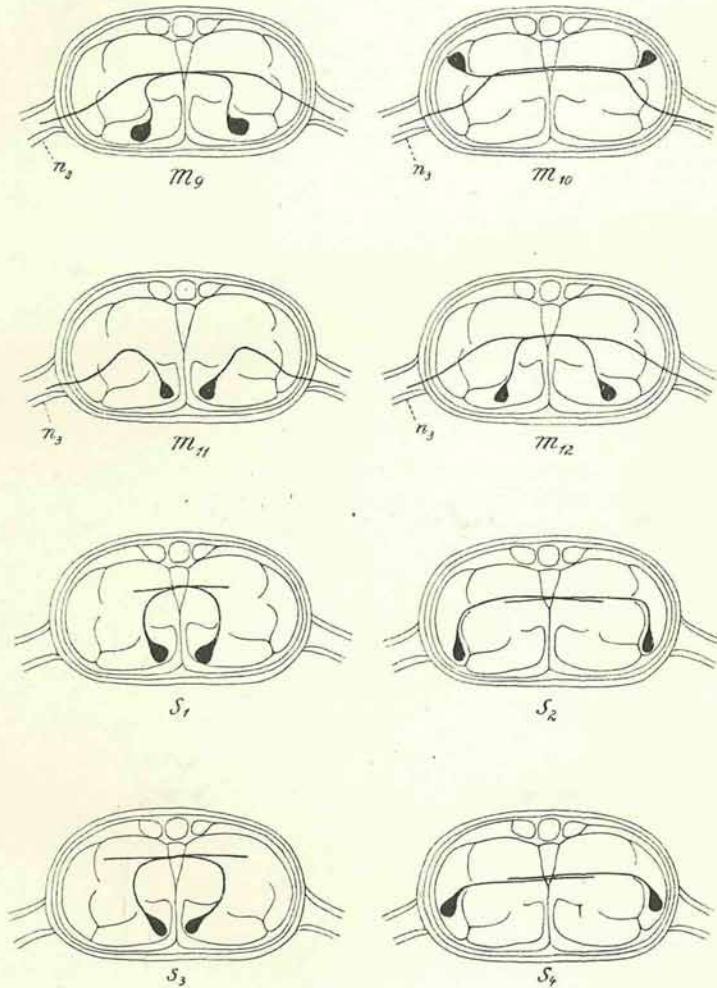 n₂ m₉
n₃ m₁₀
n₃ m₁₁
n₃ m₁₂
S₁
S₂
S₃
S₄